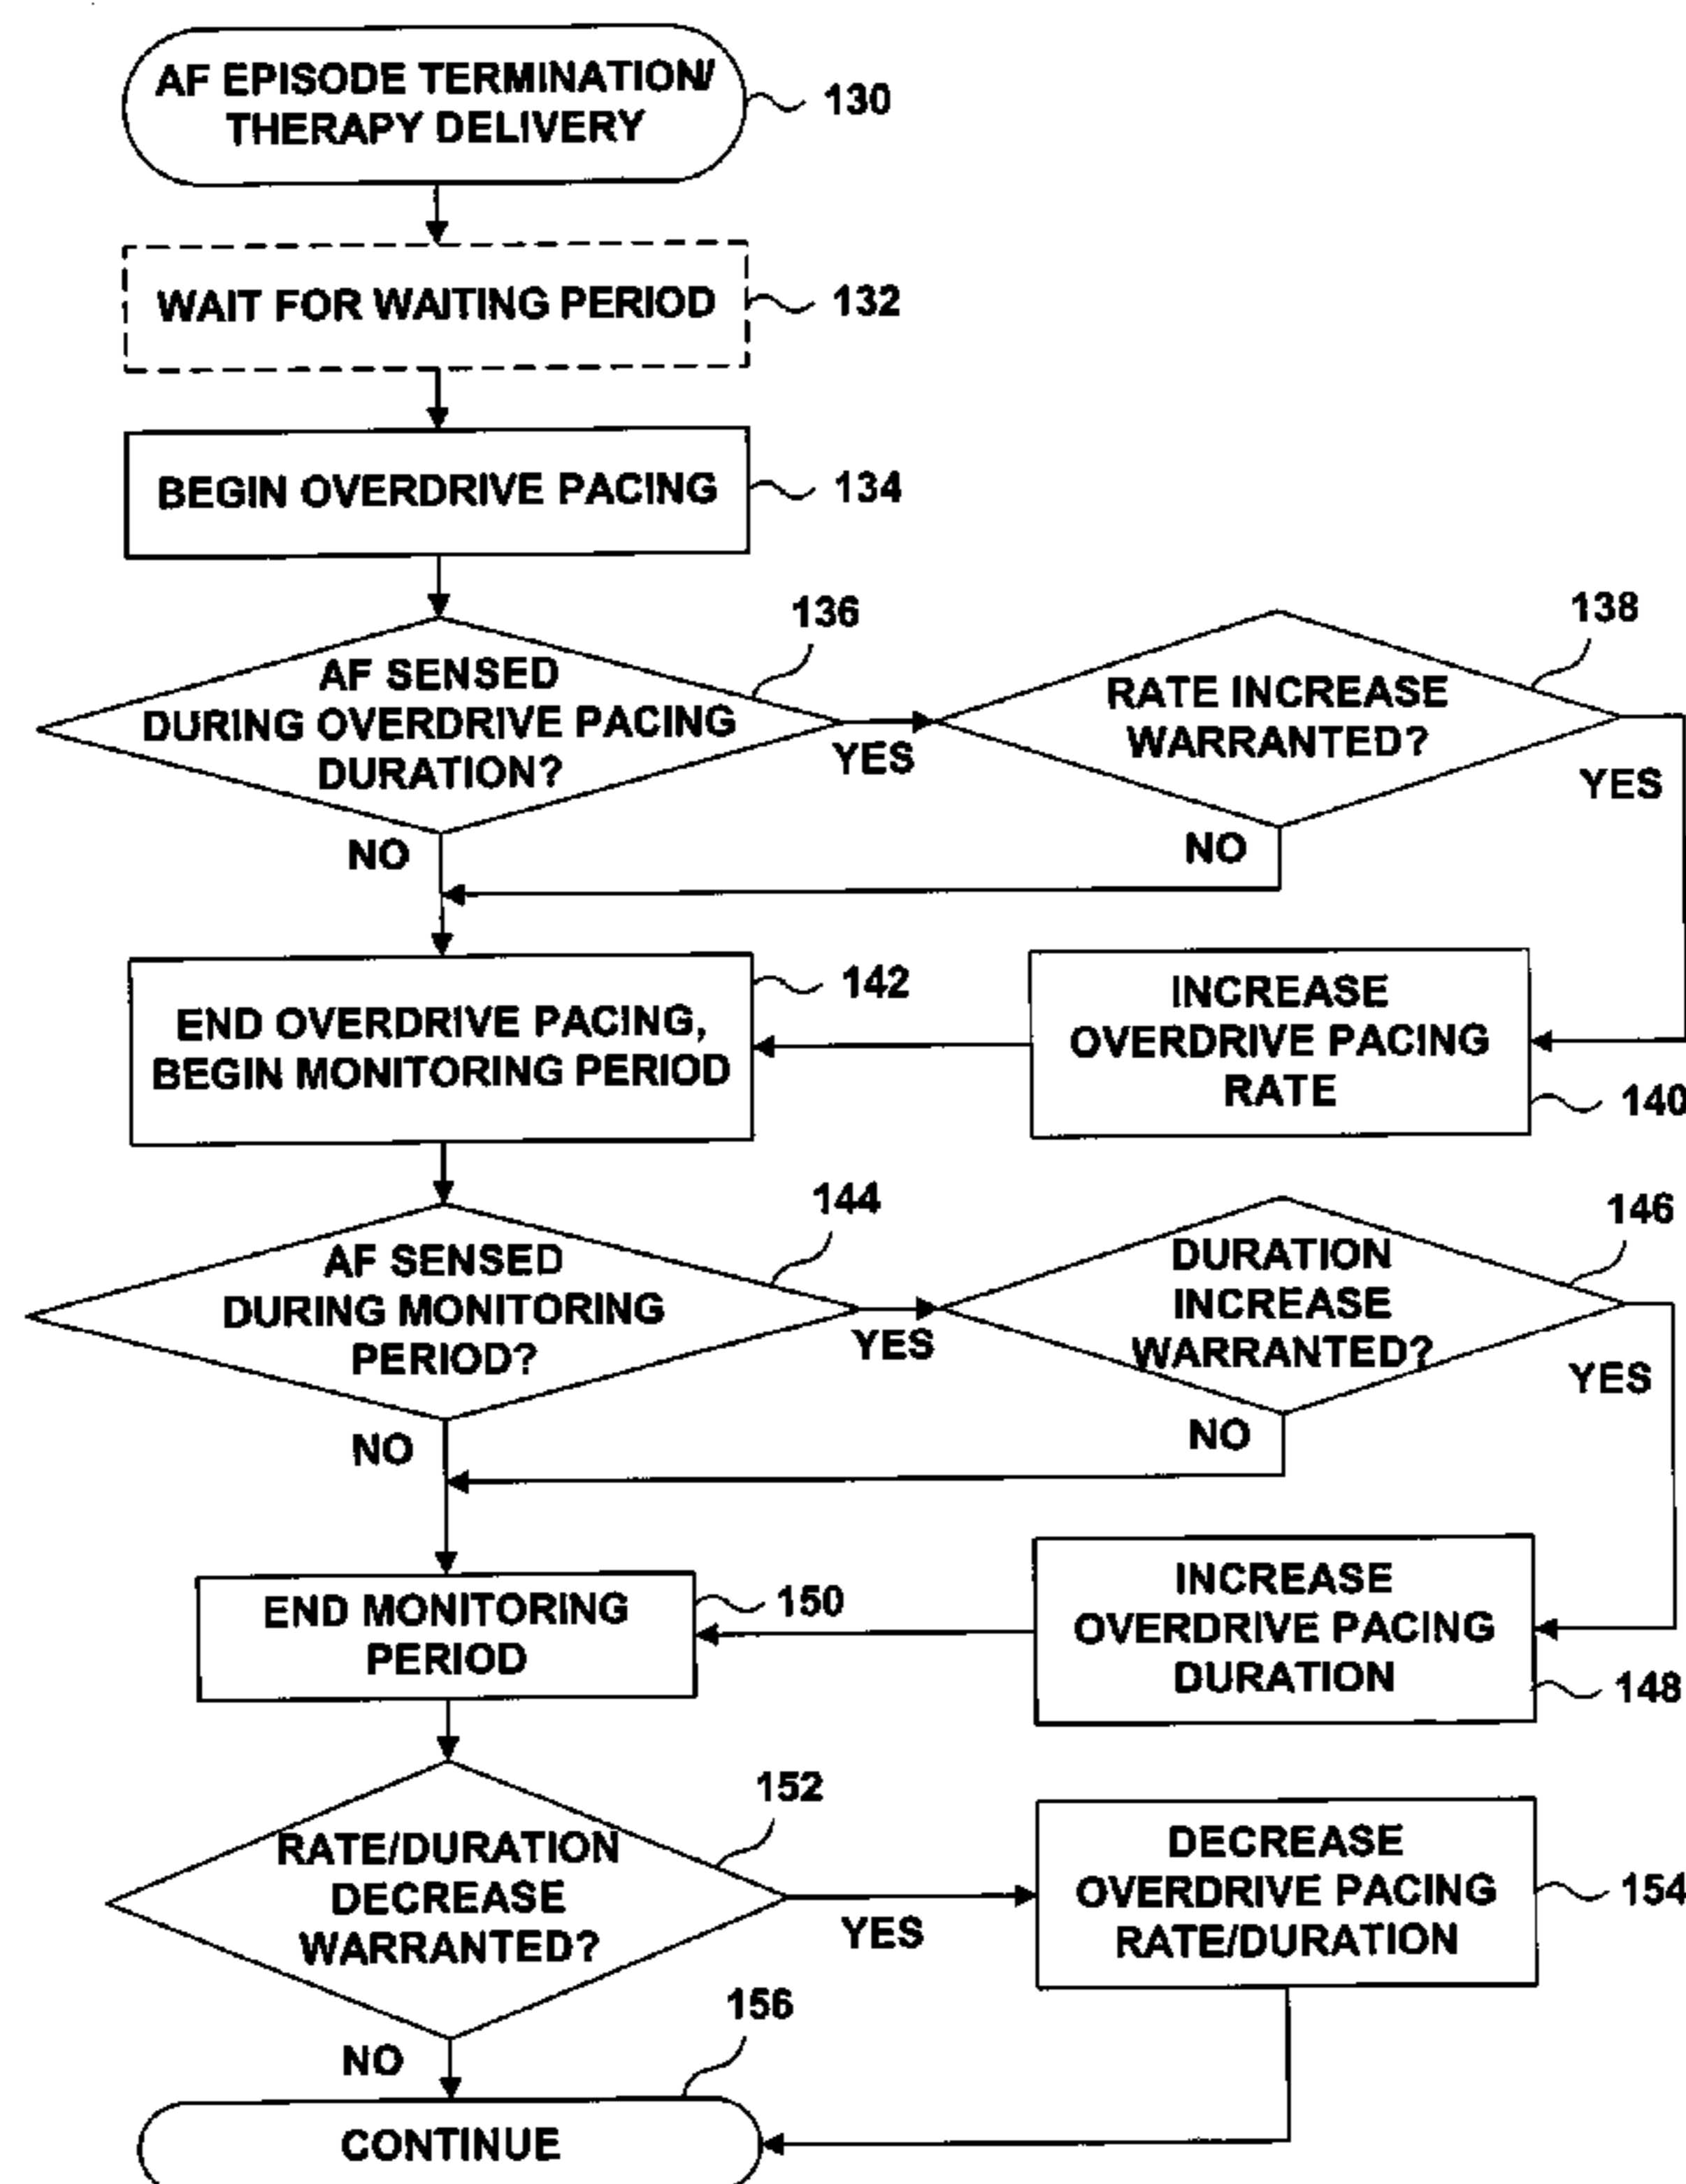 AF EPISODE TERMINATION/
THERAPY DELIVERY
130
WAIT FOR WAITING PERIOD
132
BEGIN OVERDRIVE PACING
134
136
AF SENSED
DURING OVERDRIVE PACING
DURATION?
YES
NO
138
RATE INCREASE
WARRANTED?
YES
NO
142
END OVERDRIVE PACING,
BEGIN MONITORING PERIOD
INCREASE
OVERDRIVE PACING
RATE
140
144
AF SENSED
DURING MONITORING
PERIOD?
YES
NO
146
DURATION
INCREASE
WARRANTED?
YES
NO
END MONITORING
PERIOD
150
INCREASE
OVERDRIVE PACING
DURATION
148
152
RATE/DURATION
DECREASE
WARRANTED?
YES
NO
DECREASE
OVERDRIVE PACING
RATE/DURATION
154
156
CONTINUE